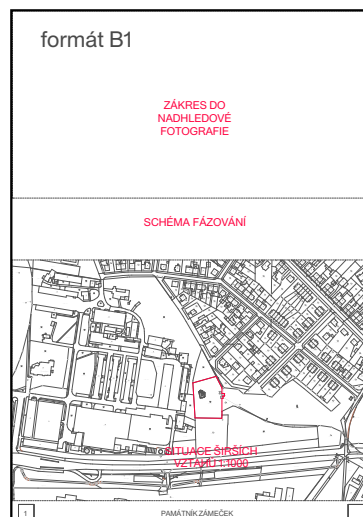 formát B1
ZÁKRES DO
NADHLEDOVÉ
FOTOGRAFIE
SCHÉMA FÁZOVÁNÍ
SITUACE ŠIRŠÍCH
VZTAHŮ 1:1000
1
PAMÁTNÍK ZÁMEČEK